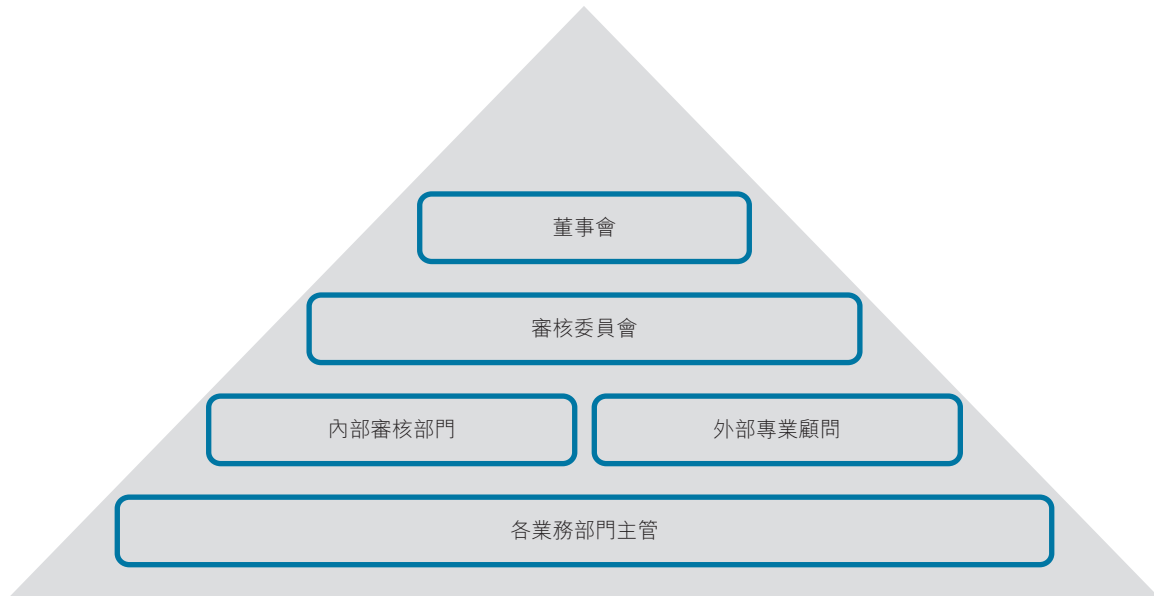 董事會
審核委員會
內部審核部門
外部專業顧問
各業務部門主管